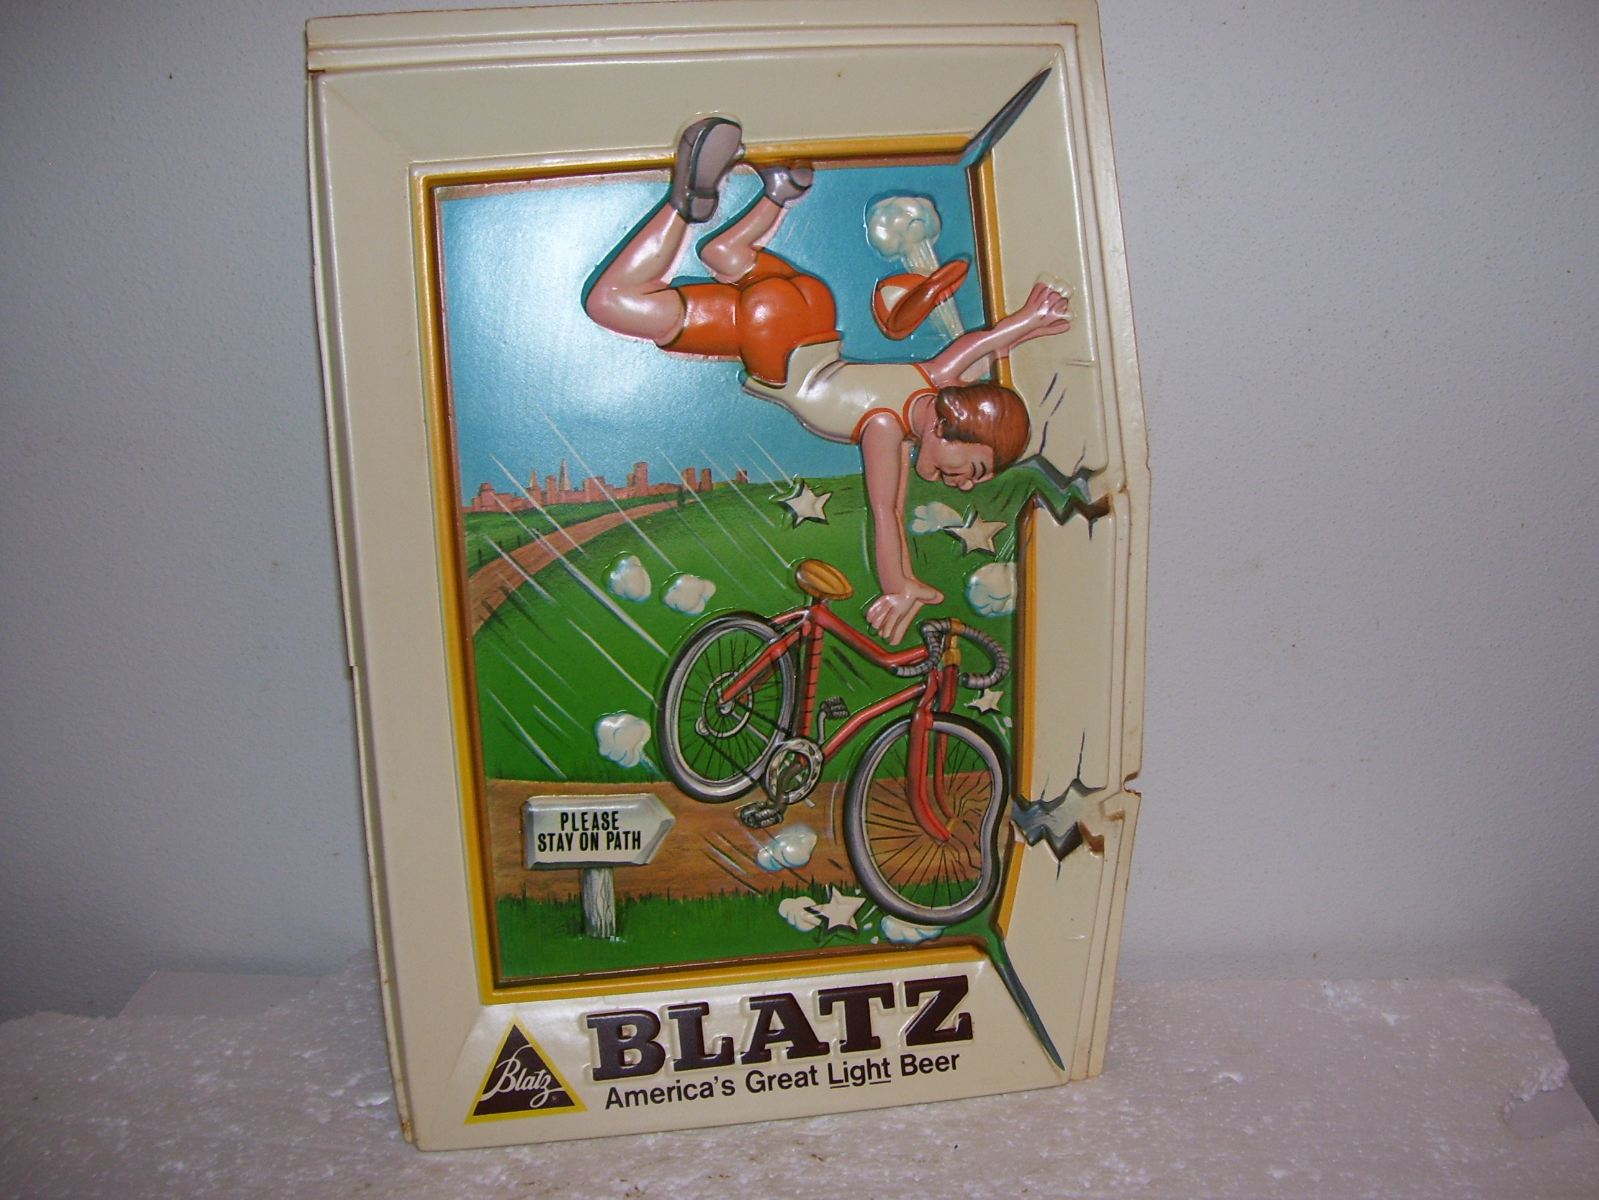 PLEASE
STAY ON PATH
BLATZ
Blatz
America's Great Light Beer